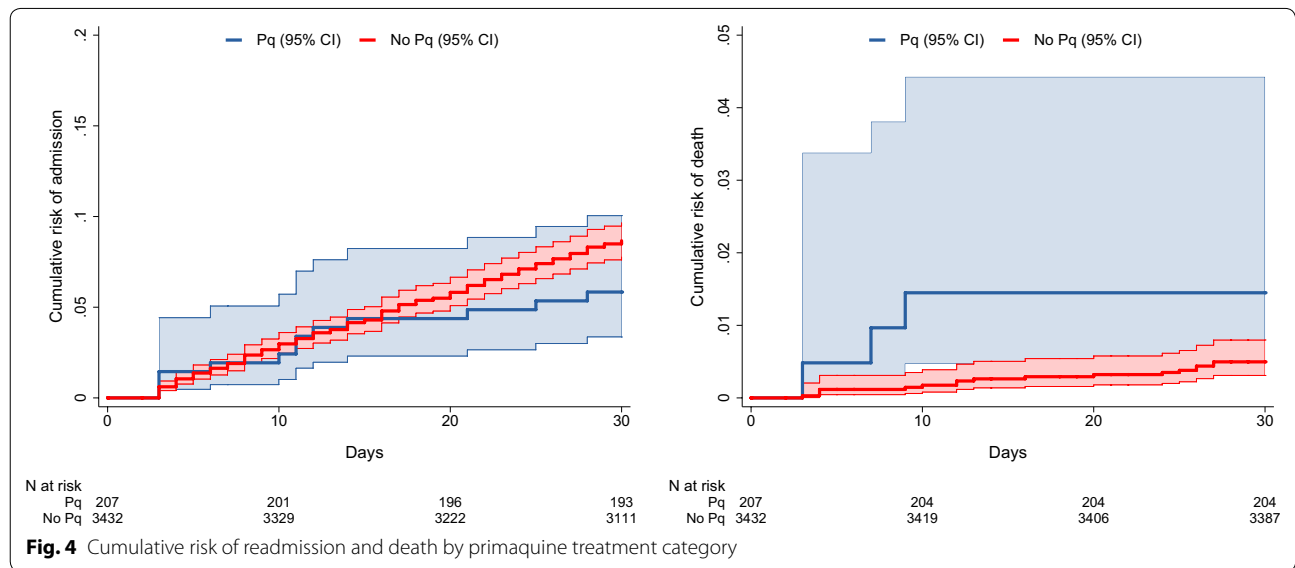 Pq (95% CI) No Pq (95% CI)
Cumulative risk of admission
.2
.15
.1
.05
0
0 10 20 30
Days
N at risk
Pq 207 201 196 193
No Pq 3432 3329 3222 3111
Pq (95% CI) No Pq (95% CI)
Cumulative risk of death
.05
.04
.03
.02
.01
0
0 10 20 30
Days
N at risk
Pq 207 204 204 204
No Pq 3432 3419 3406 3387
Fig. 4 Cumulative risk of readmission and death by primaquine treatment category